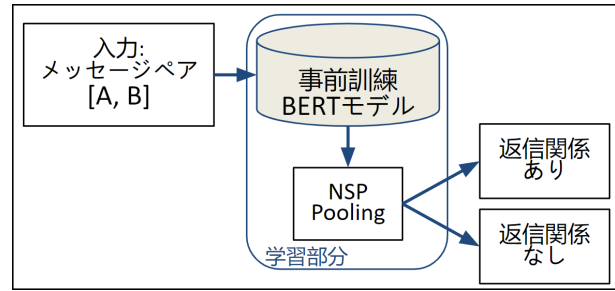 入力:
メッセージペア
[A, B]
事前訓練
BERTモデル
NSP
Pooling
学習部分
返信関係
あり
返信関係
なし